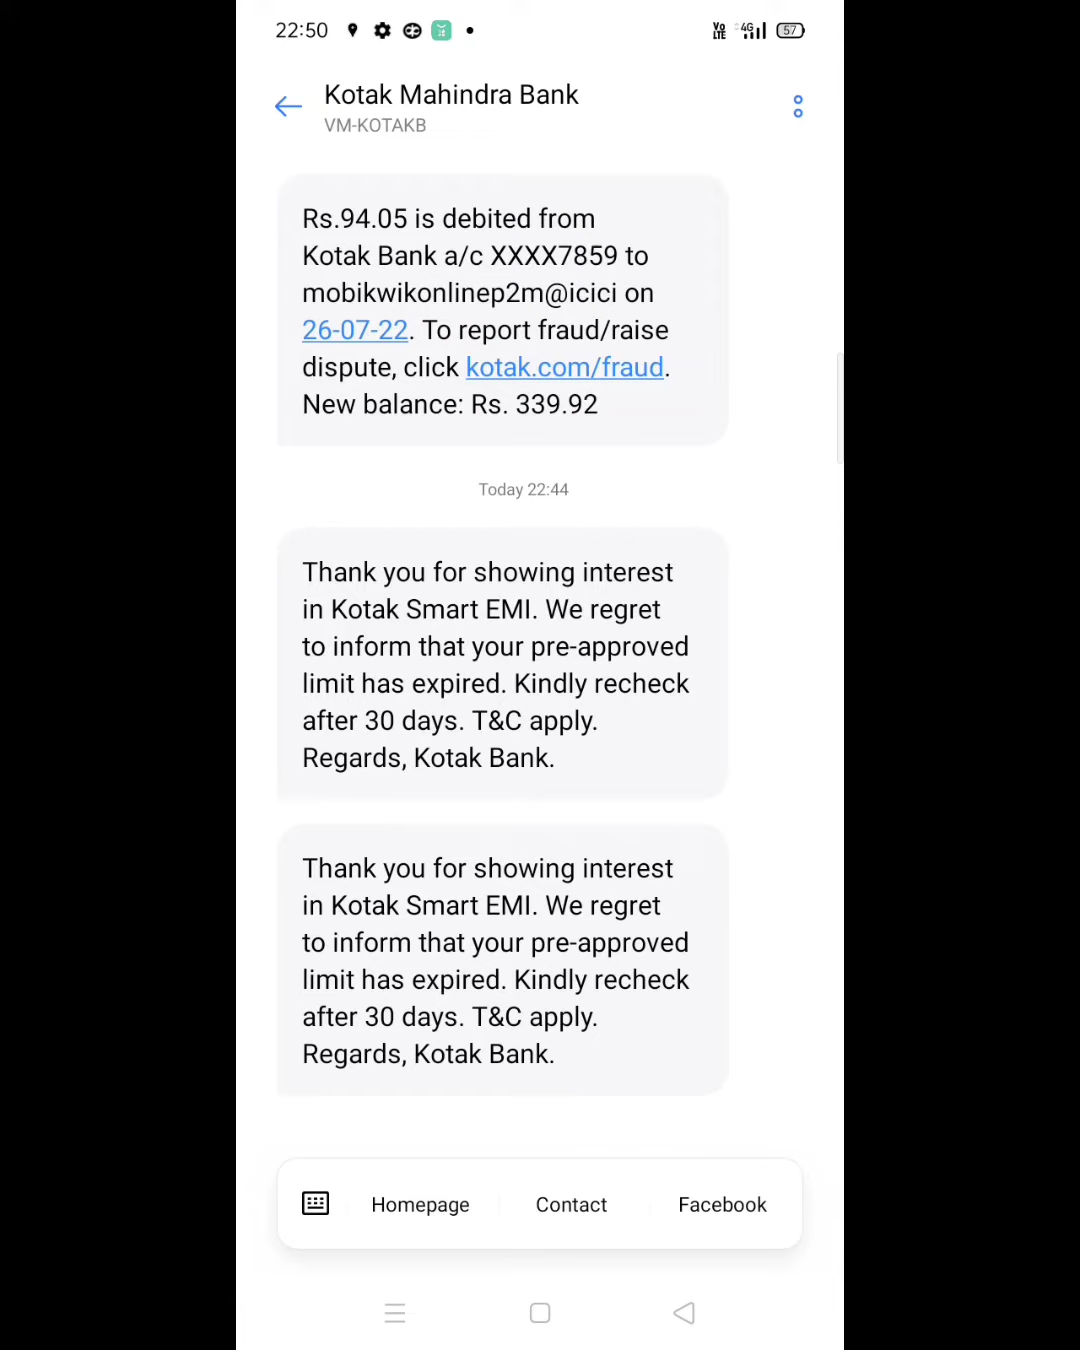 22:50
Vo LTE 4G 57
Kotak Mahindra Bank
VM-KOTAKB
Rs.94.05 is debited from
Kotak Bank a/c XXXX7859 to
mobikwikonlinep2m@icici on
26-07-22. To report fraud/raise
dispute, click kotak.com/fraud.
New balance: Rs. 339.92
Today 22:44
Thank you for showing interest
in Kotak Smart EMI. We regret
to inform that your pre-approved
limit has expired. Kindly recheck
after 30 days. T&C apply.
Regards, Kotak Bank.
Thank you for showing interest
in Kotak Smart EMI. We regret
to inform that your pre-approved
limit has expired. Kindly recheck
after 30 days. T&C apply.
Regards, Kotak Bank.
Homepage Contact Facebook